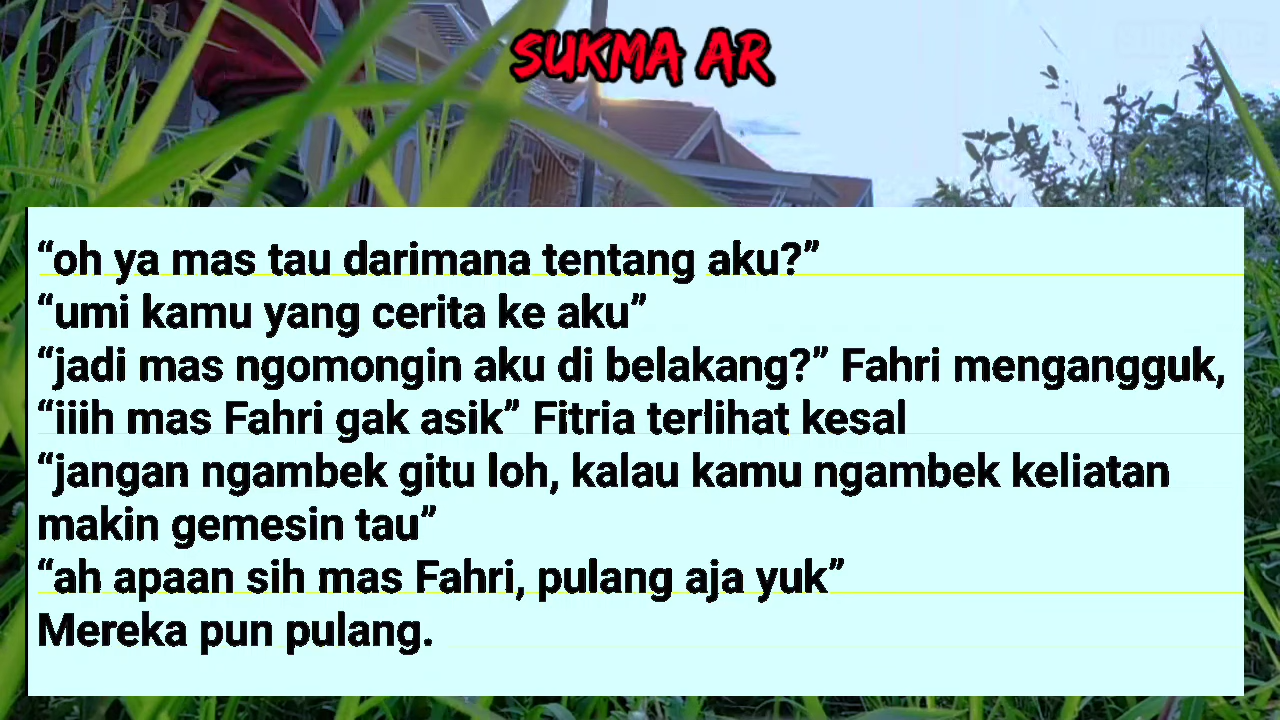 SUKMA AR
“oh ya mas tau darimana tentang aku?”
“umi kamu yang cerita ke aku”
“jadi mas ngomongin aku di belakang?” Fahri mengangguk,
“iiih mas Fahri gak asik” Fitria terlihat kesal
“jangan ngambek gitu loh, kalau kamu ngambek keliatan
makin gemesin tau”
“ah apaan sih mas Fahri, pulang aja yuk”
Mereka pun pulang.